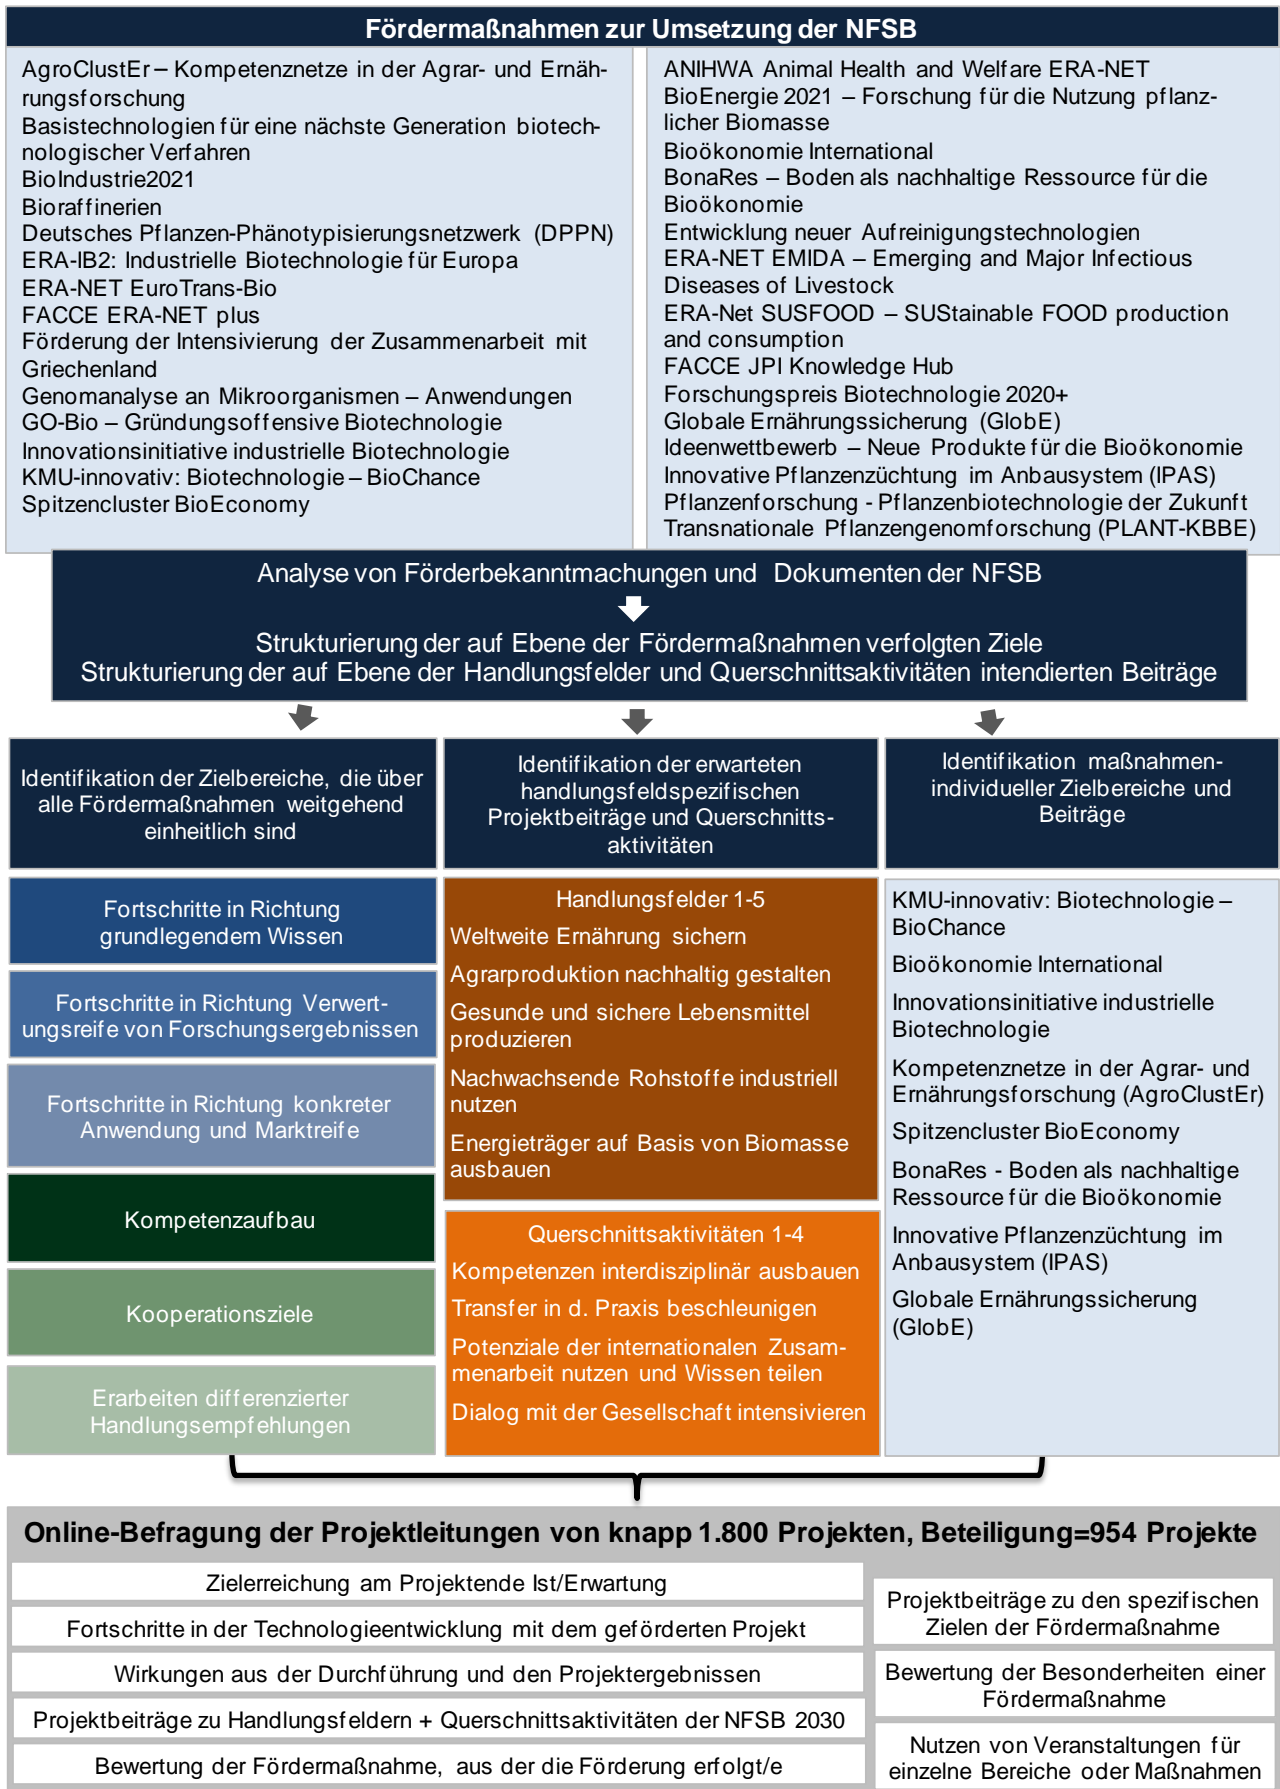 Fördermaßnahmen zur Umsetzung der NFSB
AgroClustEr – Kompetenznetze in der Agrar- und Ernäh-
rungsforschung
Basistechnologien für eine nächste Generation biotech-
nologischer Verfahren
BioIndustrie2021
Bioraffinerien
Deutsches Pflanzen-Phänotypisierungsnetzwerk (DPPN)
ERA-IB2: Industrielle Biotechnologie für Europa
ERA-NET EuroTrans-Bio
FACCE ERA-NET plus
Förderung der Intensivierung der Zusammenarbeit mit
Griechenland
Genomanalyse an Mikroorganismen – Anwendungen
GO-Bio – Gründungsoffensive Biotechnologie
Innovationsinitiative industrielle Biotechnologie
KMU-innovativ: Biotechnologie – BioChance
Spitzencluster BioEconomy
ANIHWA Animal Health and Welfare ERA-NET
BioEnergie 2021 – Forschung für die Nutzung pflanz-
licher Biomasse
Bioökonomie International
BonaRes – Boden als nachhaltige Ressource für die
Bioökonomie
Entwicklung neuer Aufreinigungstechnologien
ERA-NET EMIDA – Emerging and Major Infectious
Diseases of Livestock
ERA-Net SUSFOOD – SUStainable FOOD production
and consumption
FACCE JPI Knowledge Hub
Forschungspreis Biotechnologie 2020+
Globale Ernährungssicherung (GlobE)
Ideenwettbewerb – Neue Produkte für die Bioökonomie
Innovative Pflanzenzüchtung im Anbausystem (IPAS)
Pflanzenforschung - Pflanzenbiotechnologie der Zukunft
Transnationale Pflanzengenomforschung (PLANT-KBBE)
Analyse von Förderbekanntmachungen und Dokumenten der NFSB
Strukturierung der auf Ebene der Fördermaßnahmen verfolgten Ziele
Strukturierung der auf Ebene der Handlungsfelder und Querschnittsaktivitäten intendierten Beiträge
Identifikation der Zielbereiche, die über
alle Fördermaßnahmen weitgehend
einheitlich sind
Fortschritte in Richtung
grundlegendem Wissen
Fortschritte in Richtung Verwert-
ungsreife von Forschungsergebnissen
Fortschritte in Richtung konkreter
Anwendung und Marktreife
Kompetenzaufbau
Kooperationsziele
Erarbeiten differenzierter
Handlungsempfehlungen
Identifikation der erwarteten
handlungsfeldspezifischen
Projektbeiträge und Querschnitts-
aktivitäten
Handlungsfelder 1-5
Weltweite Ernährung sichern
Agrarproduktion nachhaltig gestalten
Gesunde und sichere Lebensmittel
produzieren
Nachwachsende Rohstoffe industriell
nutzen
Energieträger auf Basis von Biomasse
ausbauen
Querschnittsaktivitäten 1-4
Kompetenzen interdisziplinär ausbauen
Transfer in d. Praxis beschleunigen
Potenziale der internationalen Zusam-
menarbeit nutzen und Wissen teilen
Dialog mit der Gesellschaft intensivieren
Identifikation maßnahmen-
individueller Zielbereiche und
Beiträge
KMU-innovativ: Biotechnologie –
BioChance
Bioökonomie International
Innovationsinitiative industrielle
Biotechnologie
Kompetenznetze in der Agrar- und
Ernährungsforschung (AgroClustEr)
Spitzencluster BioEconomy
BonaRes - Boden als nachhaltige
Ressource für die Bioökonomie
Innovative Pflanzenzüchtung im
Anbausystem (IPAS)
Globale Ernährungssicherung
(GlobE)
Online-Befragung der Projektleitungen von knapp 1.800 Projekten, Beteiligung=954 Projekte
Zielerreichung am Projektende Ist/Erwartung
Fortschritte in der Technologieentwicklung mit dem geförderten Projekt
Wirkungen aus der Durchführung und den Projektergebnissen
Projektbeiträge zu Handlungsfeldern + Querschnittsaktivitäten der NFSB 2030
Bewertung der Fördermaßnahme, aus der die Förderung erfolgt/e
Projektbeiträge zu den spezifischen
Zielen der Fördermaßnahme
Bewertung der Besonderheiten einer
Fördermaßnahme
Nutzen von Veranstaltungen für
einzelne Bereiche oder Maßnahmen